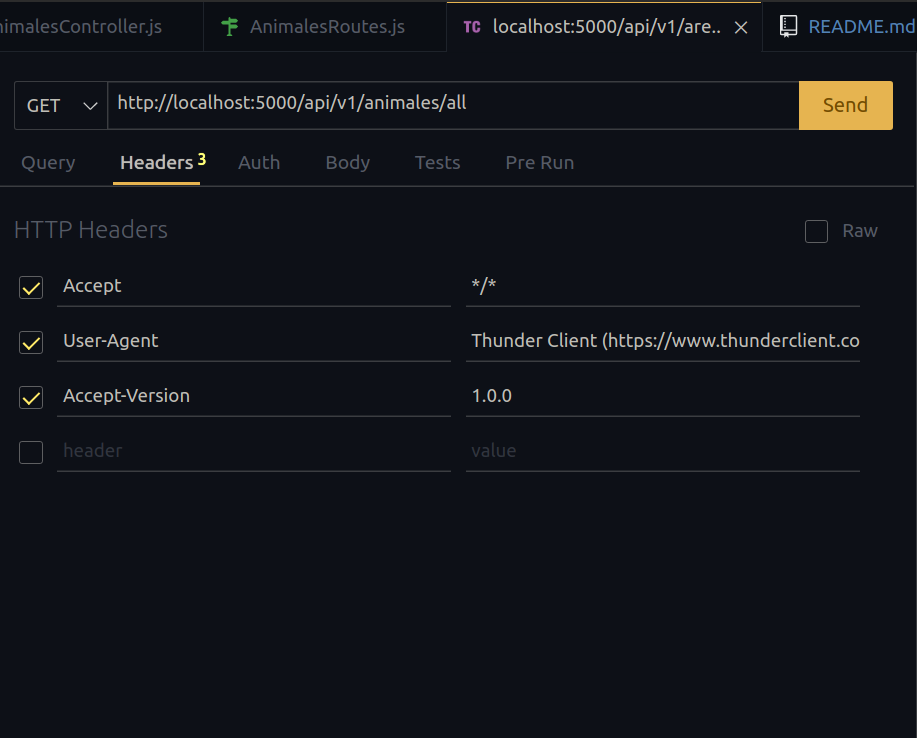 nimalesController.js AnimalesRoutes.js TC localhost:5000/api/v1/are.. README.md
GET http://localhost:5000/api/v1/animales/all Send
Query Headers 3 Auth Body Tests Pre Run
HTTP Headers Raw
Accept */*
User-Agent Thunder Client (https://www.thunderclient.co
Accept-Version 1.0.0
header value